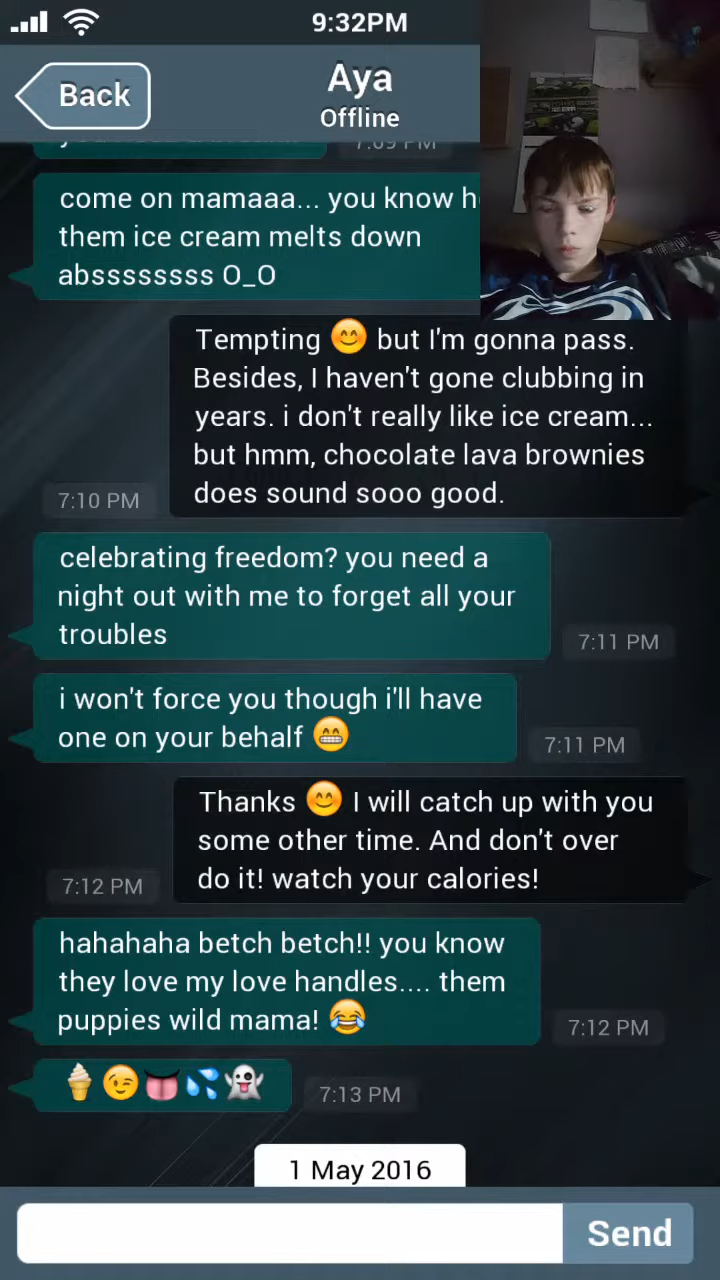 9:32PM
Back
Aya
Offline
7:09 PM
come on mamaaa... you know
them ice cream melts down
abssssssss O_O
Tempting 😊 but I'm gonna pass.
Besides, I haven't gone clubbing in
years. i don't really like ice cream...
but hmm, chocolate lava brownies
does sound sooo good.
7:10 PM
celebrating freedom? you need a
night out with me to forget all your
troubles
7:11 PM
i won't force you though i'll have
one on your behalf 😁
7:11 PM
Thanks 😊 I will catch up with you
some other time. And don't over
do it! watch your calories!
7:12 PM
hahahaha betch betch!! you know
they love my love handles.... them
puppies wild mama! 😂
7:12 PM
🍦😉👅💦👻
7:13 PM
1 May 2016
Send